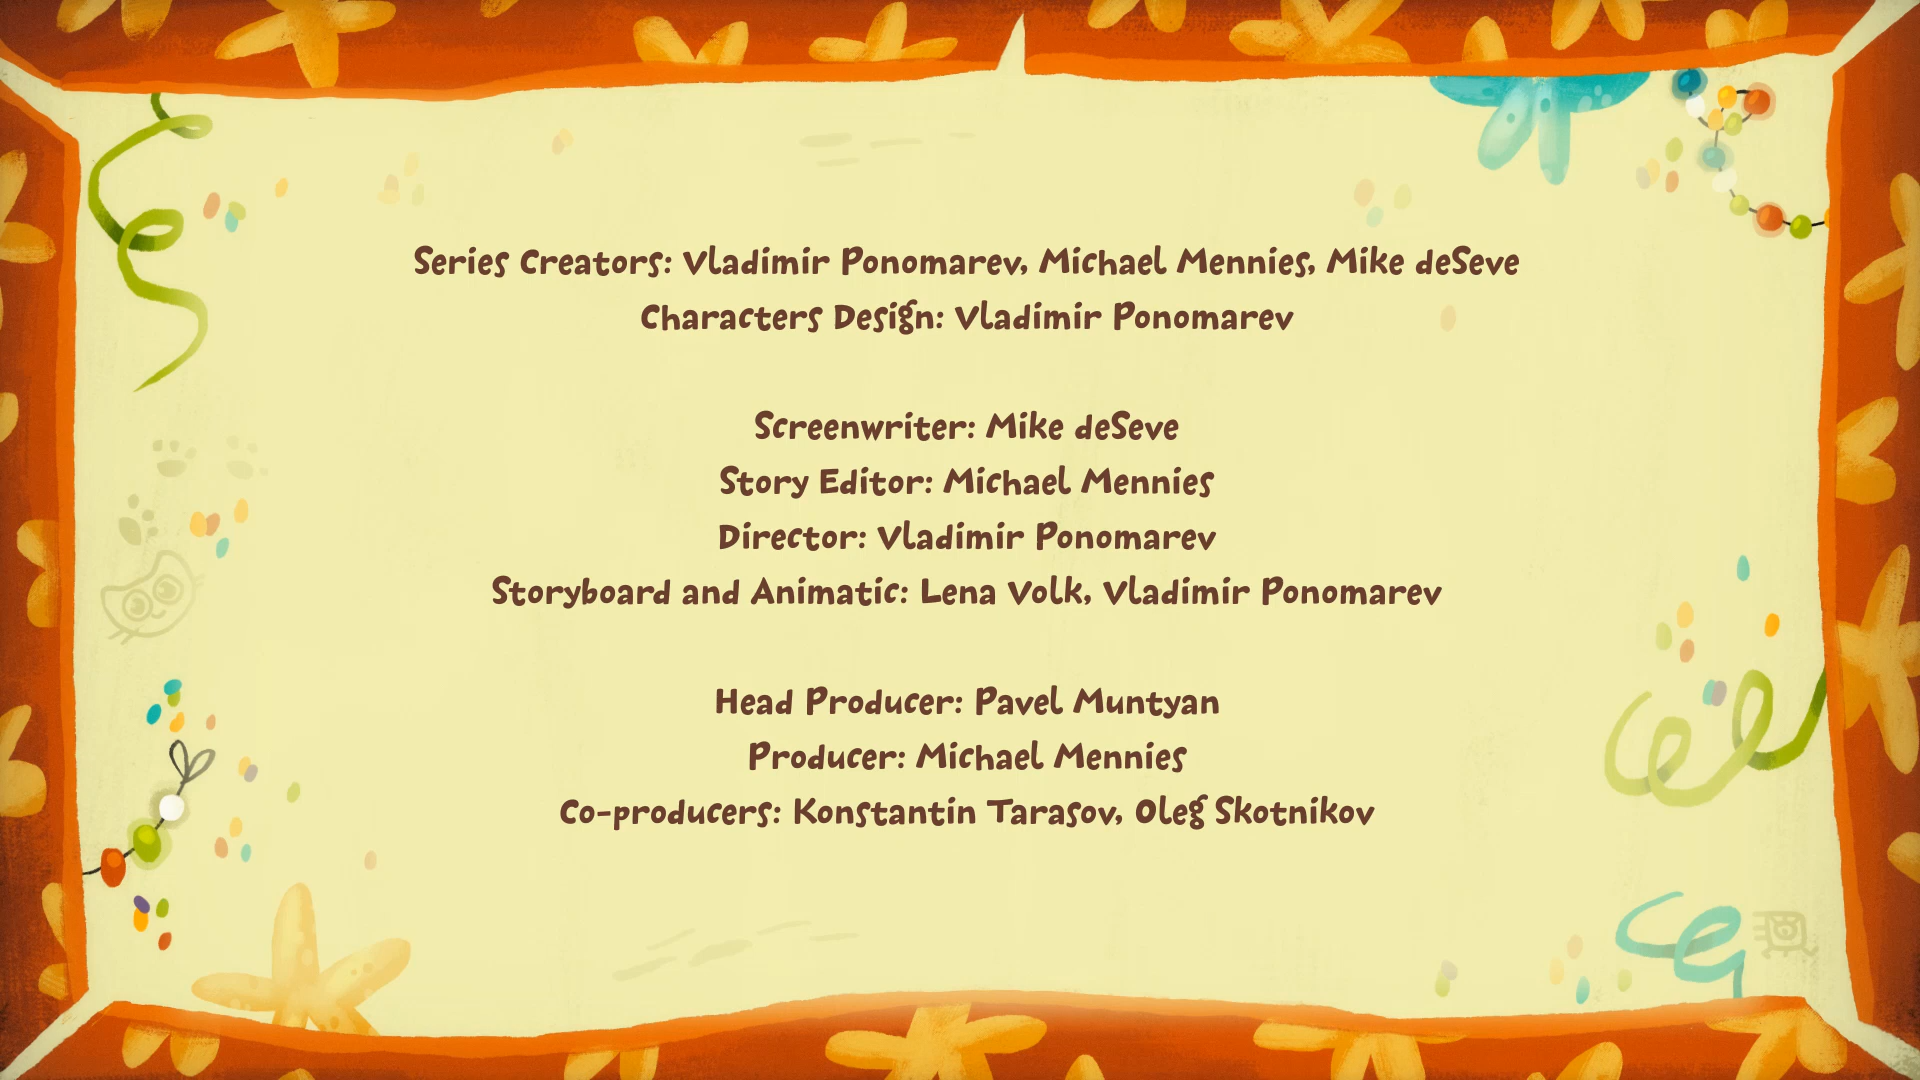 Series Creators: Vladimir Ponomarev, Michael Mennies, Mike deSeve
Characters Design: Vladimir Ponomarev
Screenwriter: Mike deSeve
Story Editor: Michael Mennies
Director: Vladimir Ponomarev
Storyboard and Animatic: Lena Volk, Vladimir Ponomarev
Head Producer: Pavel Muntyan
Producer: Michael Mennies
Co-producers: Konstantin Tarasov, Oleg Skotnikov